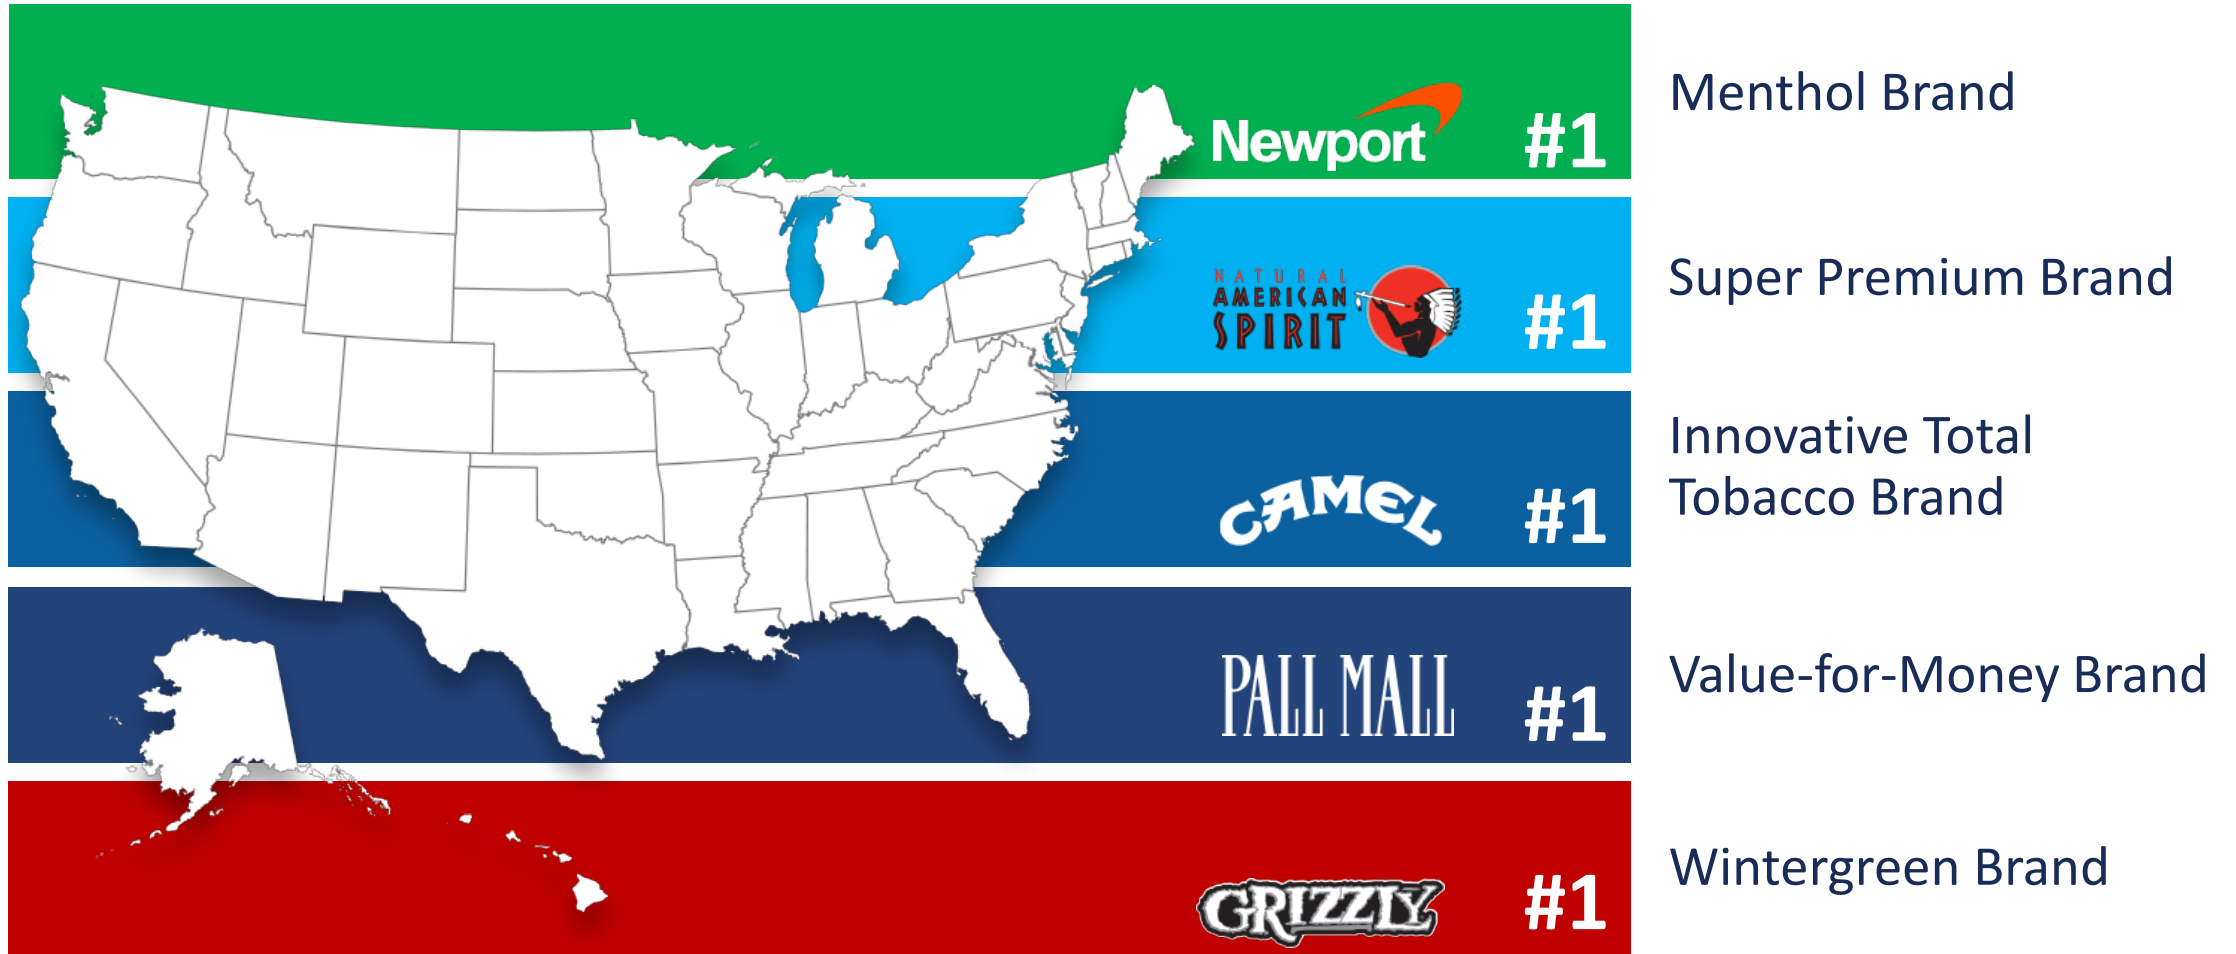 Newport
#1
Menthol Brand
NATURAL
AMERICAN
SPIRIT
#1
Super Premium Brand
CAMEL
#1
Innovative Total
Tobacco Brand
PALL MALL
#1
Value-for-Money Brand
GRIZZLY
#1
Wintergreen Brand